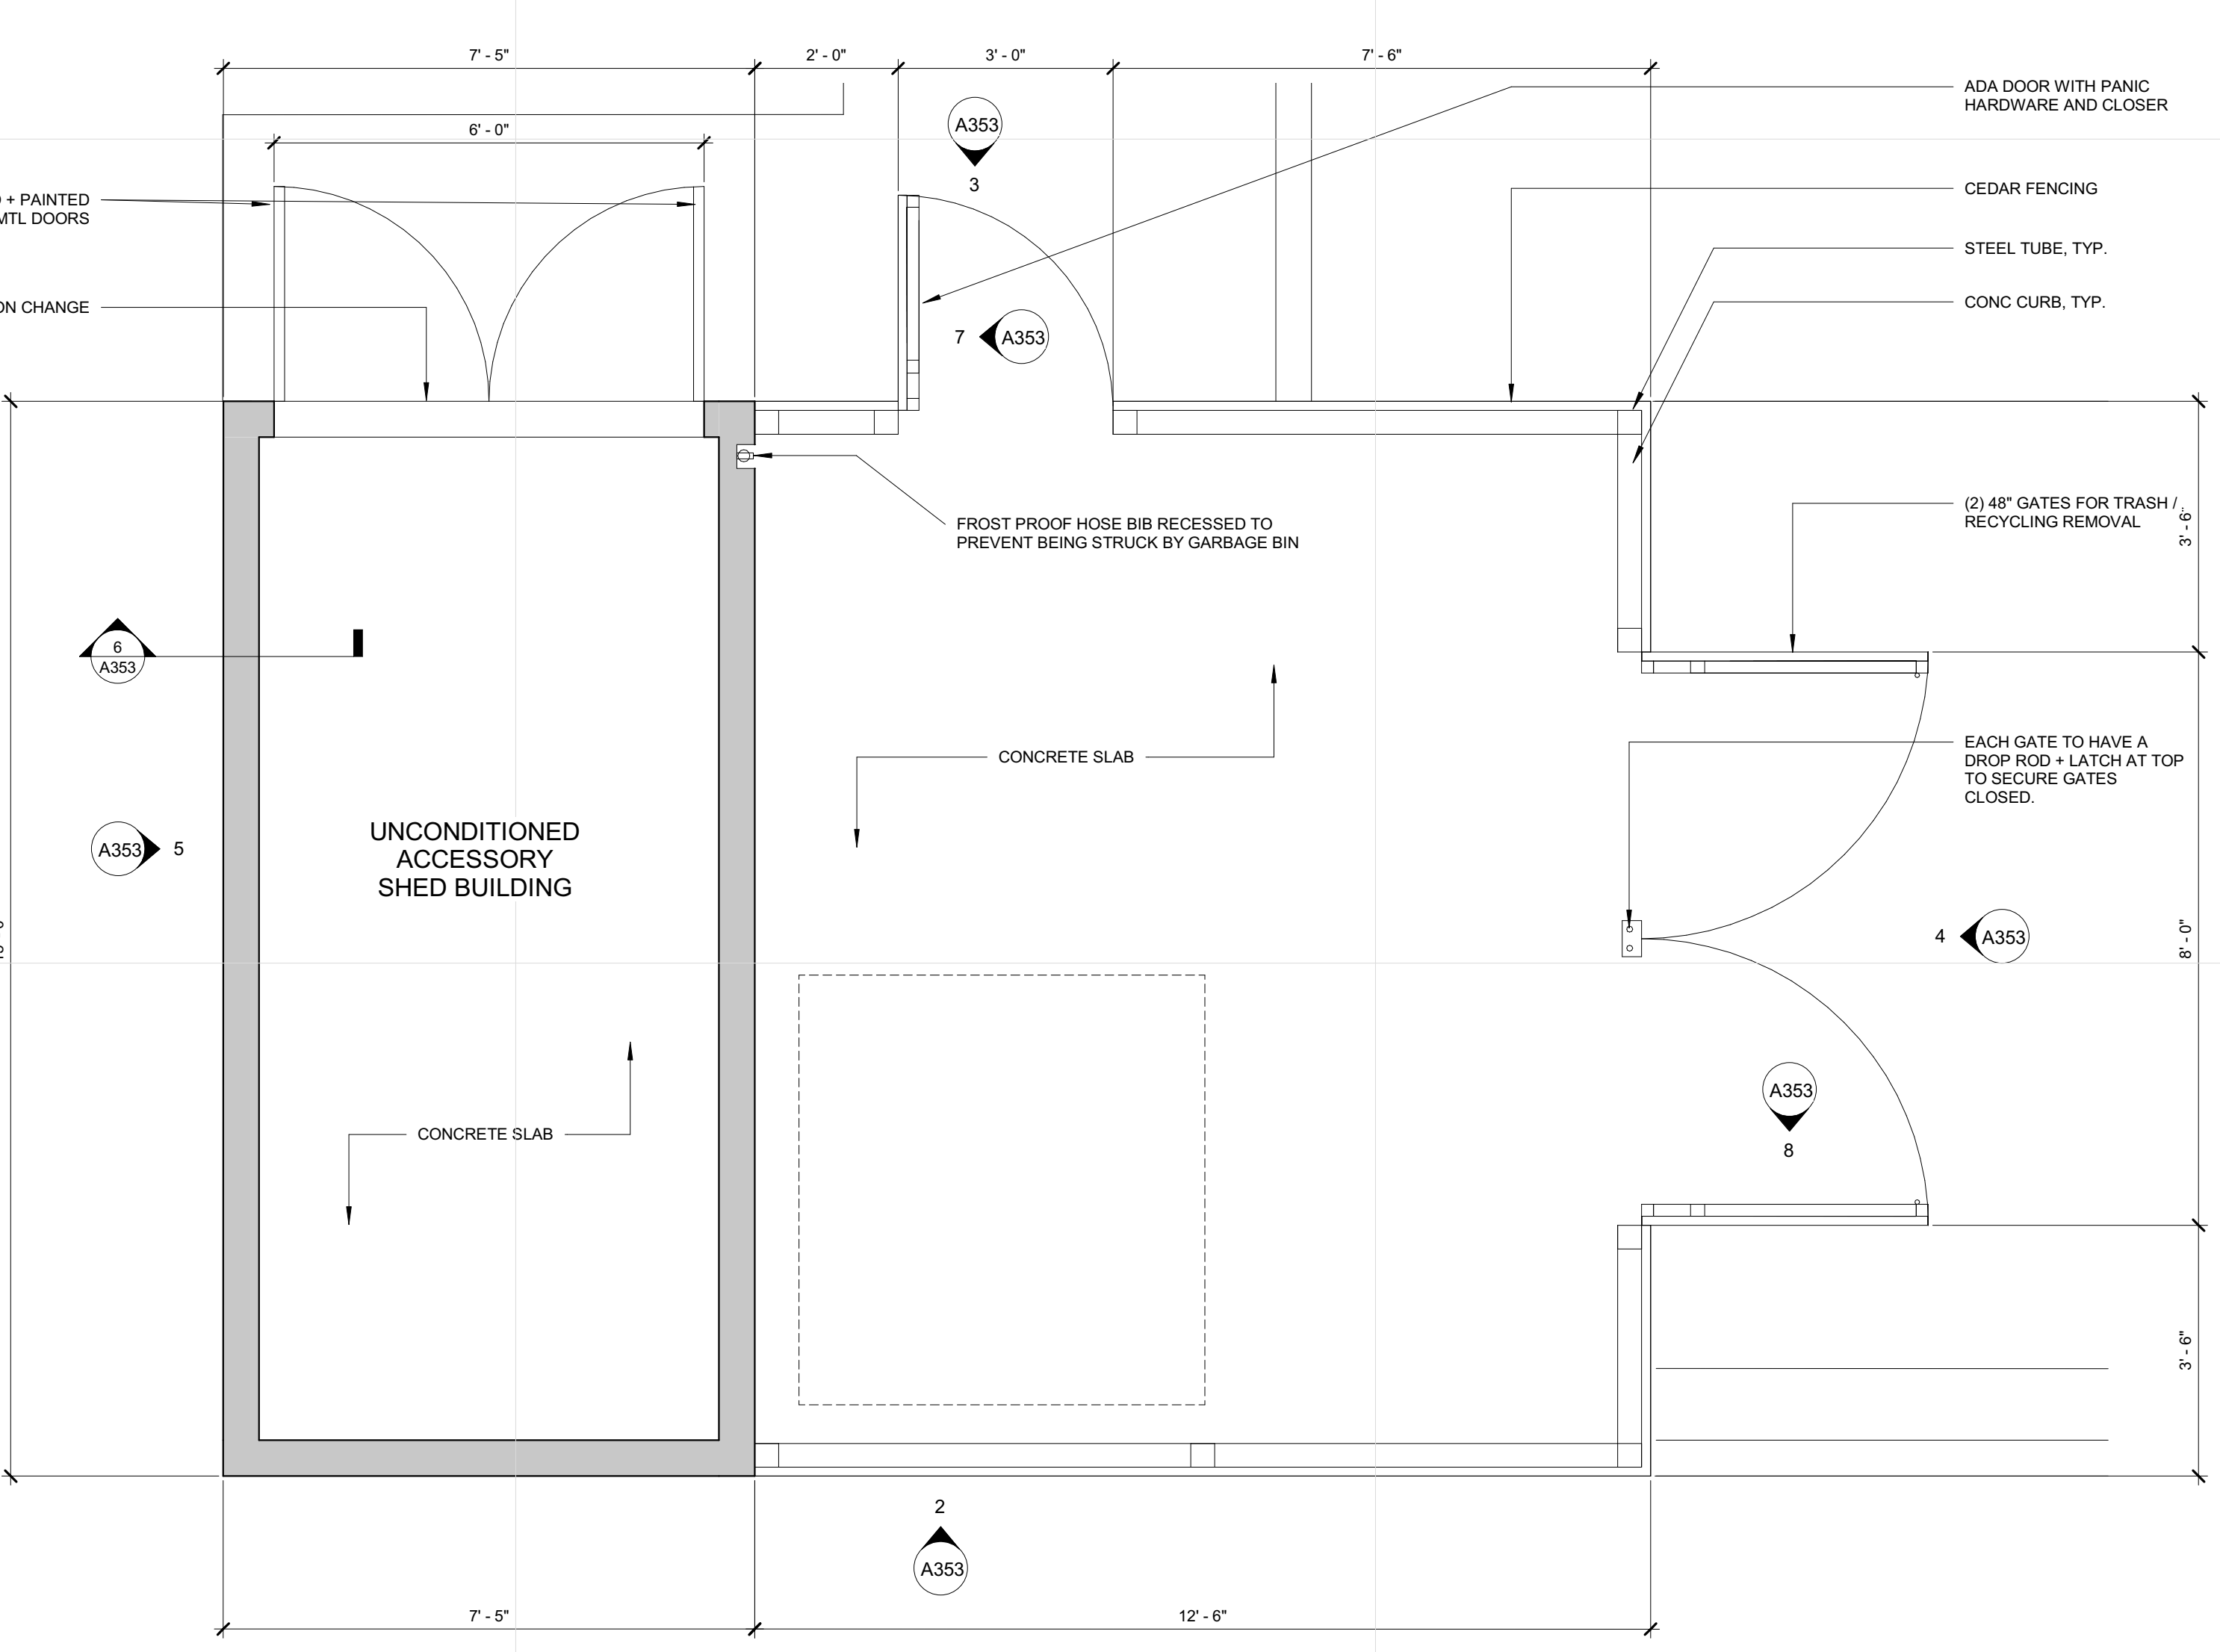 7' - 5"
2' - 0"
3' - 0"
7' - 6"
ADA DOOR WITH PANIC
HARDWARE AND CLOSER
6' - 0"
A353
3
+ PAINTED
MTL DOORS
CEDAR FENCING
STEEL TUBE, TYP.
CONC CURB, TYP.
ON CHANGE
7
A353
(2) 48" GATES FOR TRASH /
RECYCLING REMOVAL
3' - 6"
FROST PROOF HOSE BIB RECESSED TO
PREVENT BEING STRUCK BY GARBAGE BIN
6
A353
CONCRETE SLAB
EACH GATE TO HAVE A
DROP ROD + LATCH AT TOP
TO SECURE GATES
CLOSED.
UNCONDITIONED
ACCESSORY
SHED BUILDING
A353
5
4
A353
8' - 0"
A353
8
CONCRETE SLAB
3' - 6"
2
A353
7' - 5"
12' - 6"